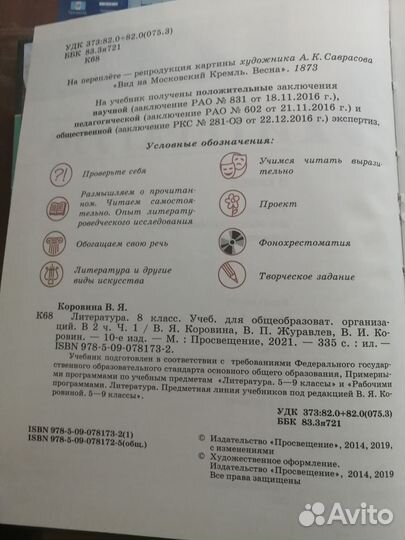 УДК 373:82.0+82.0(075.3)
ББК 83.3я721
К68
На переплёте — репродукция картины художника А. К. Саврасова
«Вид на Московский Кремль. Весна». 1873
На учебник получены положительные заключения
научной (заключение РАО № 831 от 18.11.2016 г.),
педагогической (заключение РАО № 602 от 21.11.2016 г.) и
общественной (заключение РКС № 281-ОЭ от 22.12.2016 г.) экспертиз.
Условные обозначения:
?!
Проверьте себя
Учимся читать вырази-
тельно
Размышляем о прочитан-
ном. Читаем самостоя-
тельно. Опыт литерату-
роведческого исследования
Проект
Обогащаем свою речь
Фонохрестоматия
Литература и другие
виды искусства
Творческое задание
Коровина В. Я.
К68 Литература. 8 класс. Учеб. для общеобразоват. организа-
ций. В 2 ч. Ч. 1 / В. Я. Коровина, В. П. Журавлев, В. И. Ко-
ровин. — 10-е изд. — М. : Просвещение, 2021. — 335 с. : ил. —
ISBN 978-5-09-078173-2.
Учебник подготовлен в соответствии с требованиями Федерального государ-
ственного образовательного стандарта основного общего образования, Примерны-
ми программами по учебным предметам «Литература. 5—9 классы» и «Рабочими
программами. Литература. Предметная линия учебников под редакцией В. Я. Ко-
ровиной. 5—9 классы».
УДК 373:82.0+82.0(075.3)
ББК 83.3я721
ISBN 978-5-09-078173-2(1)
ISBN 978-5-09-078172-5(общ.)
© Издательство «Просвещение», 2014, 2019,
с изменениями
© Художественное оформление.
Издательство «Просвещение», 2014, 2019
Все права защищены
Avito